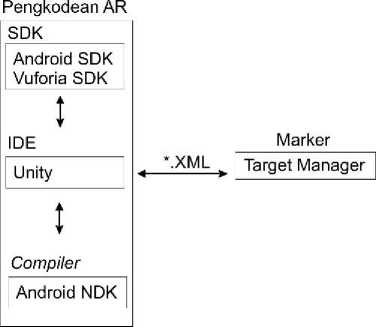 Pengkodean AR
SDK
Android SDK
Vuforia SDK
IDE
Unity
*.XML
Marker
Target Manager
Compiler
Android NDK